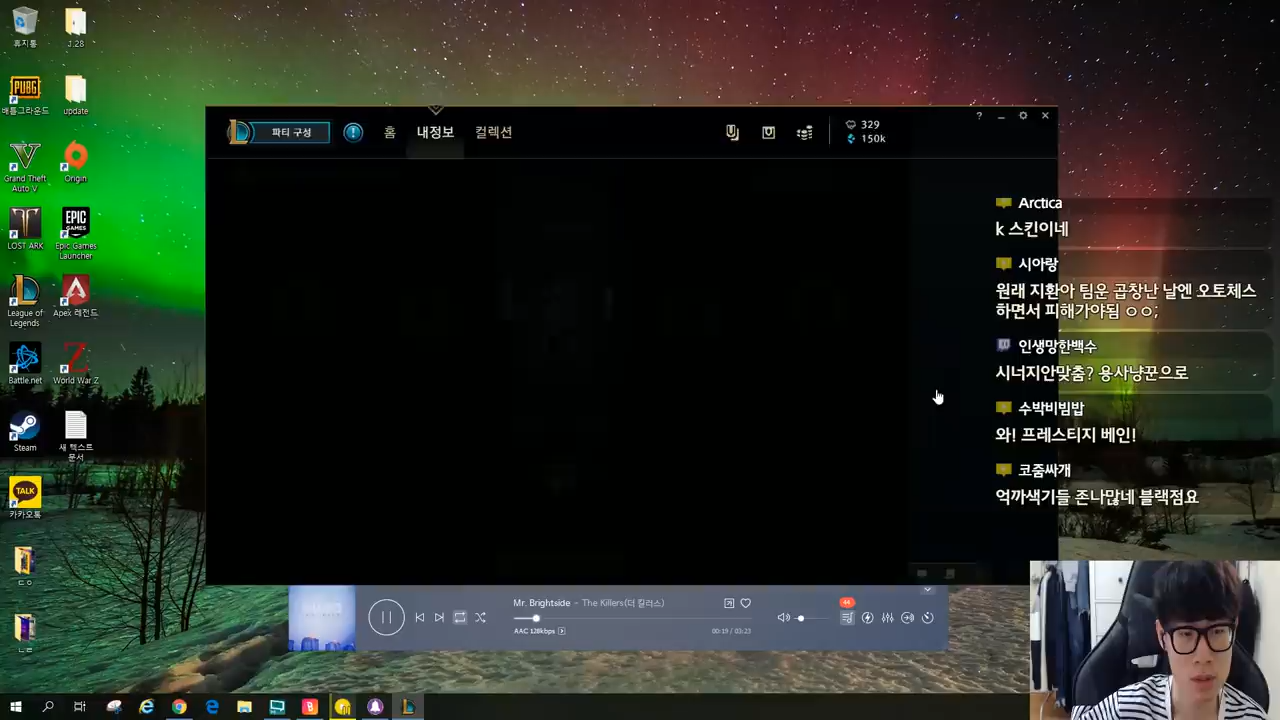 휴지통
J.28
PUBG
배틀그라운드
update
Grand Theft
Auto V
Origin
LOST ARK
EPIC
GAMES
Epic Games
Launcher
League of
Legends
Apex 레전드
Battle.net
World War Z
Steam
새 텍스트
문서
TALK
카카오톡
ㄷㅇ
ㄴㄷ
파티 구성
홈
내정보
컬렉션
329
150k
?
Arctica
k 스킨이네
시아랑
원래 지환아 팀운 곱창난 날엔 오토체스
하면서 피해가야됨 ㅇㅇ;
인생망한백수
시너지안맞춤? 용사냥꾼으로
수박비빔밥
와! 프레스티지 베인!
코줌싸개
억까색기들 존나많네 블랙점요
Mr. Brightside - The Killers(더 킬러스)
AAC 128kbps
00:19 / 03:23
44